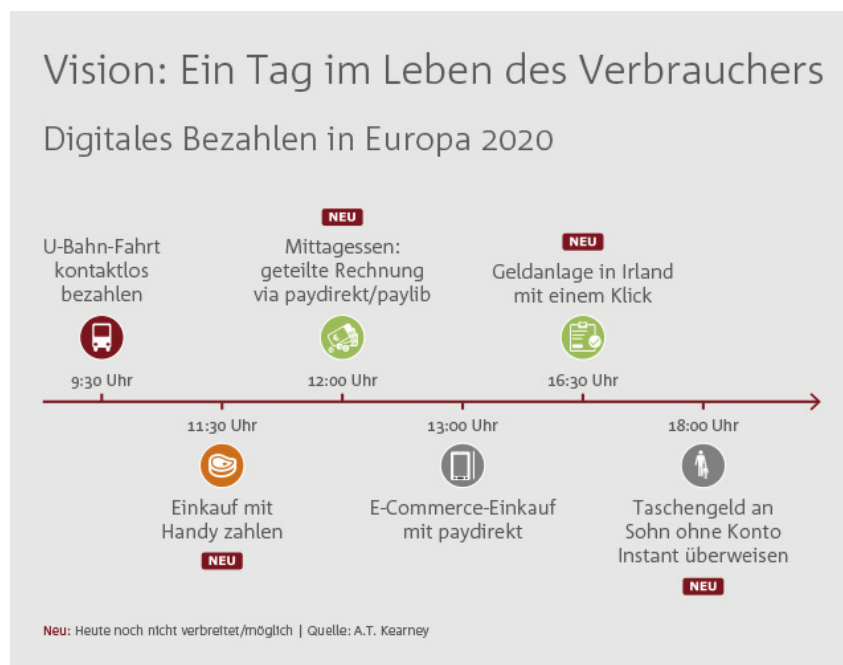 Vision: Ein Tag im Leben des Verbrauchers
Digitales Bezahlen in Europa 2020
U-Bahn-Fahrt
kontaktlos
bezahlen
9:30 Uhr
11:30 Uhr
Einkauf mit
Handy zahlen
NEU
NEU
Mittagessen:
geteilte Rechnung
via paydirekt/paylib
12:00 Uhr
13:00 Uhr
E-Commerce-Einkauf
mit paydirekt
NEU
Geldanlage in Irland
mit einem Klick
16:30 Uhr
18:00 Uhr
Taschengeld an
Sohn ohne Konto
Instant überweisen
NEU
Neu: Heute noch nicht verbreitet/möglich | Quelle: A.T. Kearney